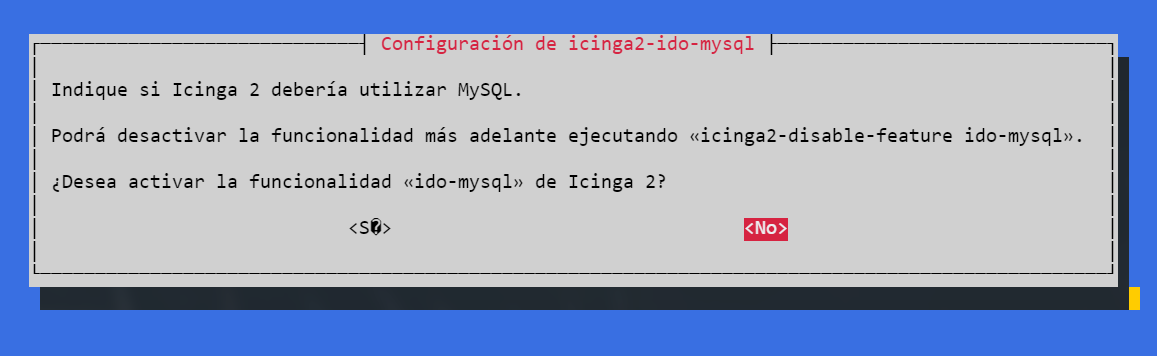 Configuración de icinga2-ido-mysql
Indique si Icinga 2 debería utilizar MySQL.
Podrá desactivar la funcionalidad más adelante ejecutando «icinga2-disable-feature ido-mysql».
¿Desea activar la funcionalidad «ido-mysql» de Icinga 2?
<S�> <No>